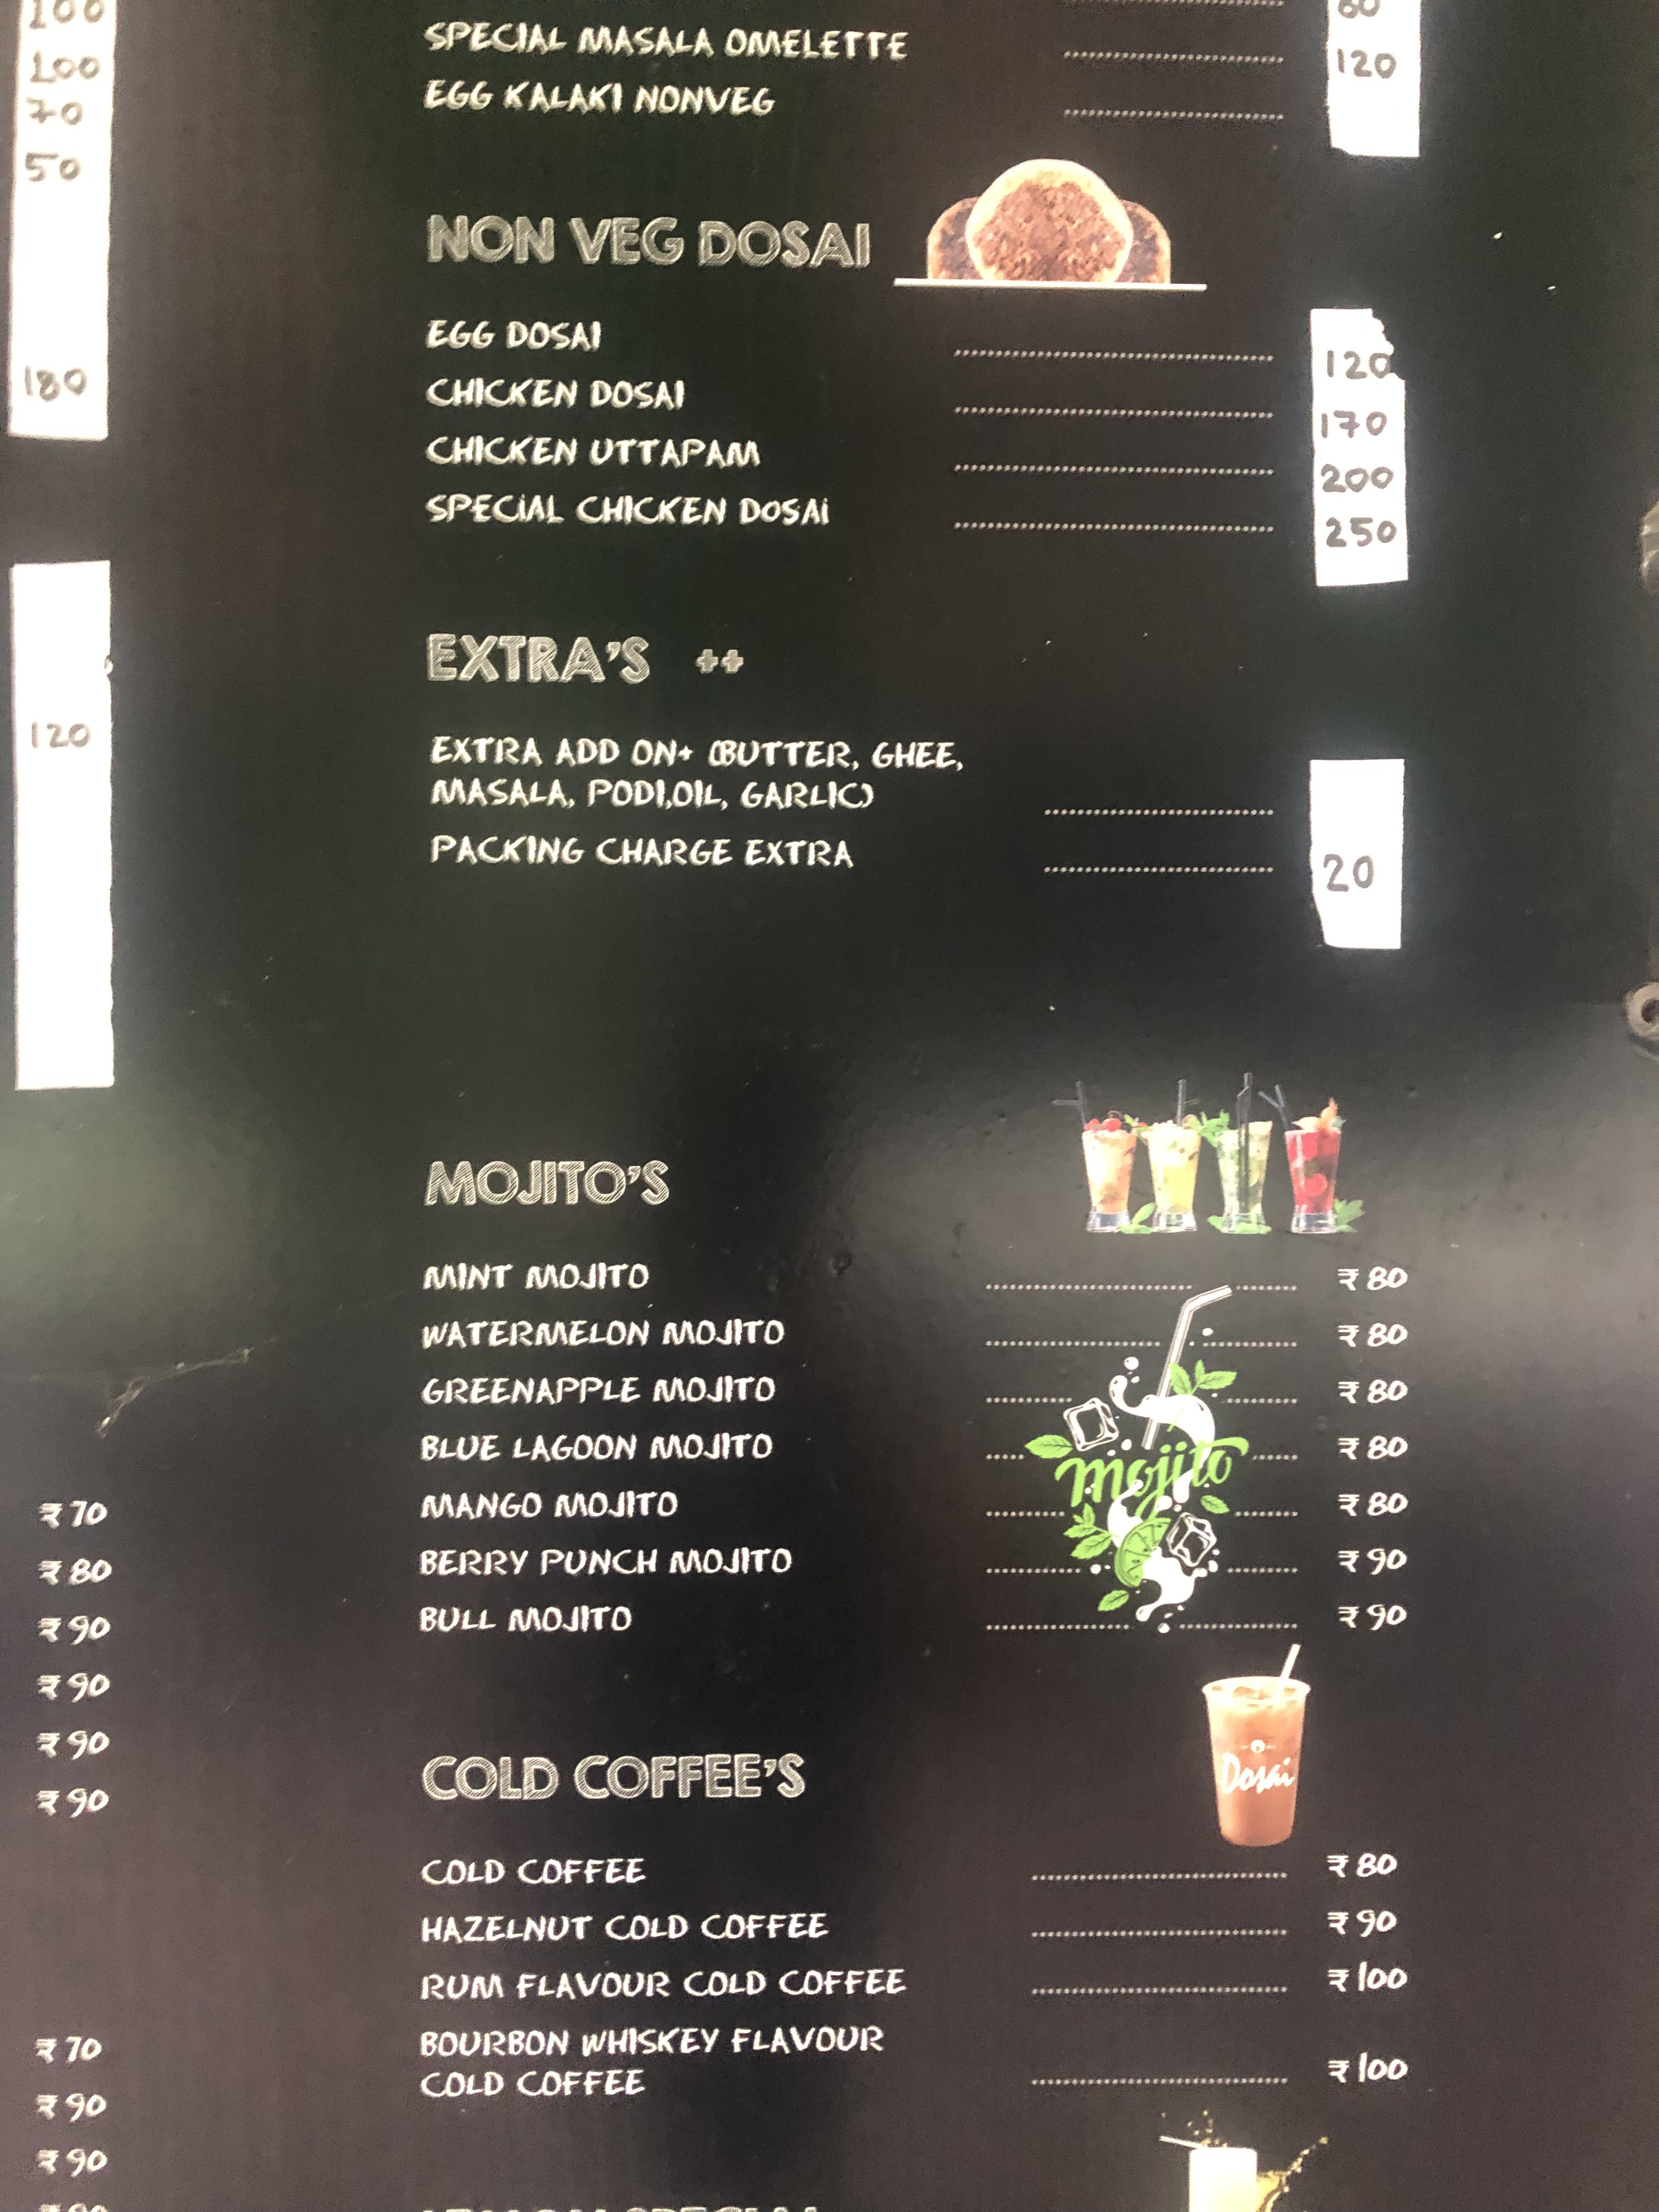 100
100
70
50
180
120
₹ 70
₹ 80
₹ 90
₹ 90
₹ 90
₹ 90
₹ 70
₹ 90
₹ 90
SPECIAL MASALA OMELETTE ........ 120
EGG KALAKI NONVEG ........
NON VEG DOSAI
EGG DOSAI ........ 120
CHICKEN DOSAI ........ 170
CHICKEN UTTAPAM ........ 200
SPECIAL CHICKEN DOSAI ........ 250
EXTRA'S ++
EXTRA ADD ON+ (BUTTER, GHEE,
MASALA, PODI,OIL, GARLIC) ........
PACKING CHARGE EXTRA ........ 20
MOJITO'S
MINT MOJITO ........ ₹ 80
WATERMELON MOJITO ........ ₹ 80
GREENAPPLE MOJITO ........ ₹ 80
BLUE LAGOON MOJITO ........ ₹ 80
mojito
MANGO MOJITO ........ ₹ 80
BERRY PUNCH MOJITO ........ ₹ 90
BULL MOJITO ........ ₹ 90
COLD COFFEE'S
Dosai
COLD COFFEE ........ ₹ 80
HAZELNUT COLD COFFEE ........ ₹ 90
RUM FLAVOUR COLD COFFEE ........ ₹ 100
BOURBON WHISKEY FLAVOUR
COLD COFFEE ........ ₹ 100